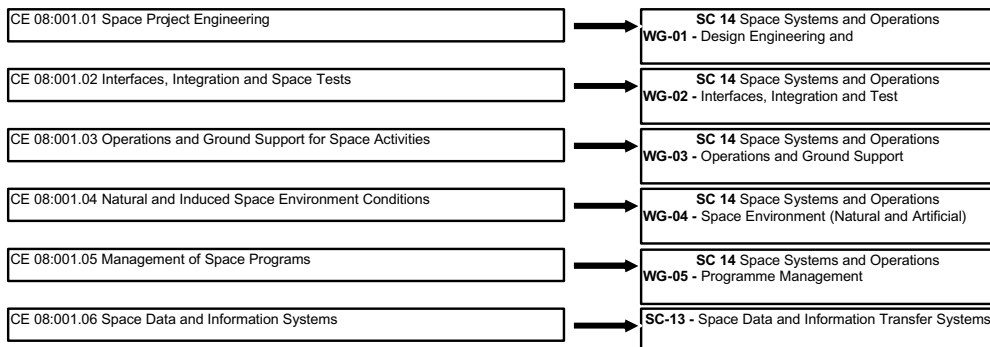 CE 08:001.01 Space Project Engineering
SC 14 Space Systems and Operations
WG-01 - Design Engineering and
CE 08:001.02 Interfaces, Integration and Space Tests
SC 14 Space Systems and Operations
WG-02 - Interfaces, Integration and Test
CE 08:001.03 Operations and Ground Support for Space Activities
SC 14 Space Systems and Operations
WG-03 - Operations and Ground Support
CE 08:001.04 Natural and Induced Space Environment Conditions
SC 14 Space Systems and Operations
WG-04 - Space Environment (Natural and Artificial)
CE 08:001.05 Management of Space Programs
SC 14 Space Systems and Operations
WG-05 - Programme Management
CE 08:001.06 Space Data and Information Systems
SC-13 - Space Data and Information Transfer Systems